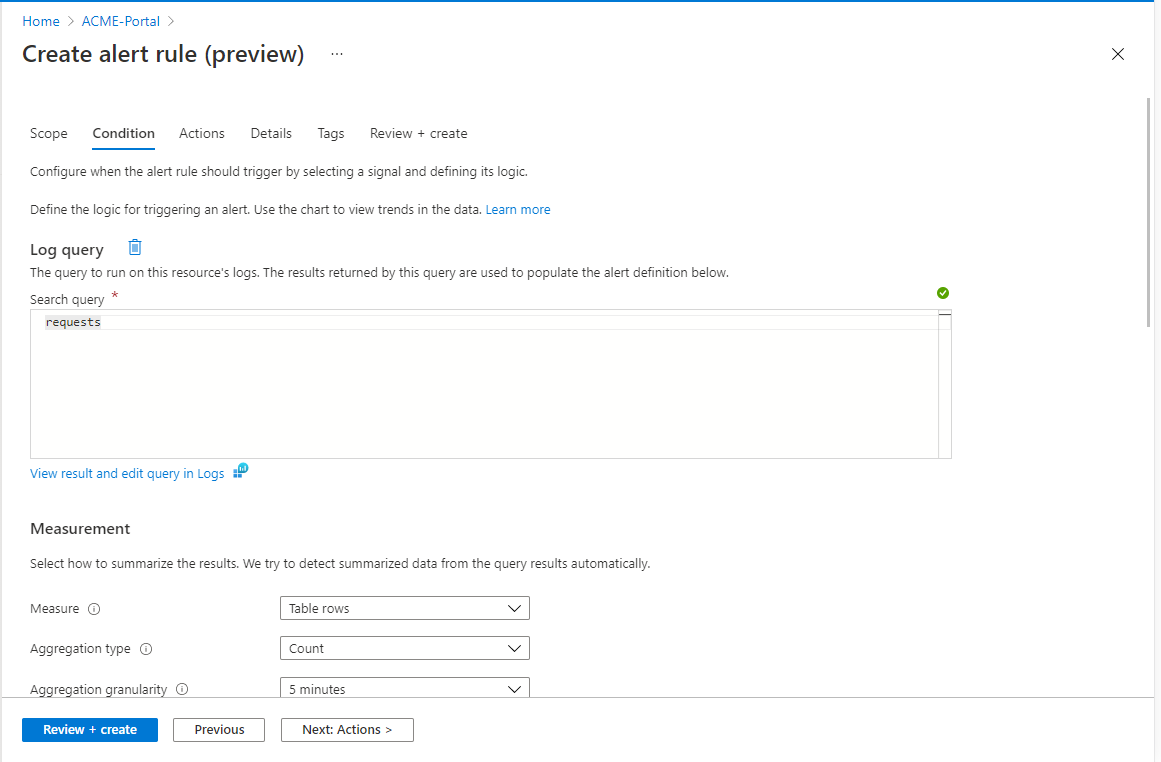 Home > ACME-Portal >
Create alert rule (preview) ...
Scope Condition Actions Details Tags Review + create
Configure when the alert rule should trigger by selecting a signal and defining its logic.
Define the logic for triggering an alert. Use the chart to view trends in the data. Learn more
Log query
The query to run on this resource's logs. The results returned by this query are used to populate the alert definition below.
Search query *
requests
View result and edit query in Logs
Measurement
Select how to summarize the results. We try to detect summarized data from the query results automatically.
Measure Table rows
Aggregation type Count
Aggregation granularity 5 minutes
Review + create Previous Next: Actions >